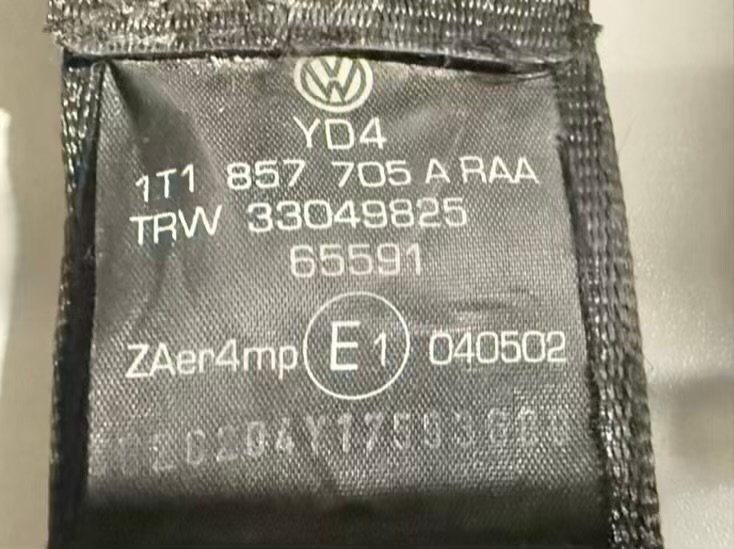 YD4
1T1 857 705 A RAA
TRW 33049825
65591
ZAer4mp E1 040502